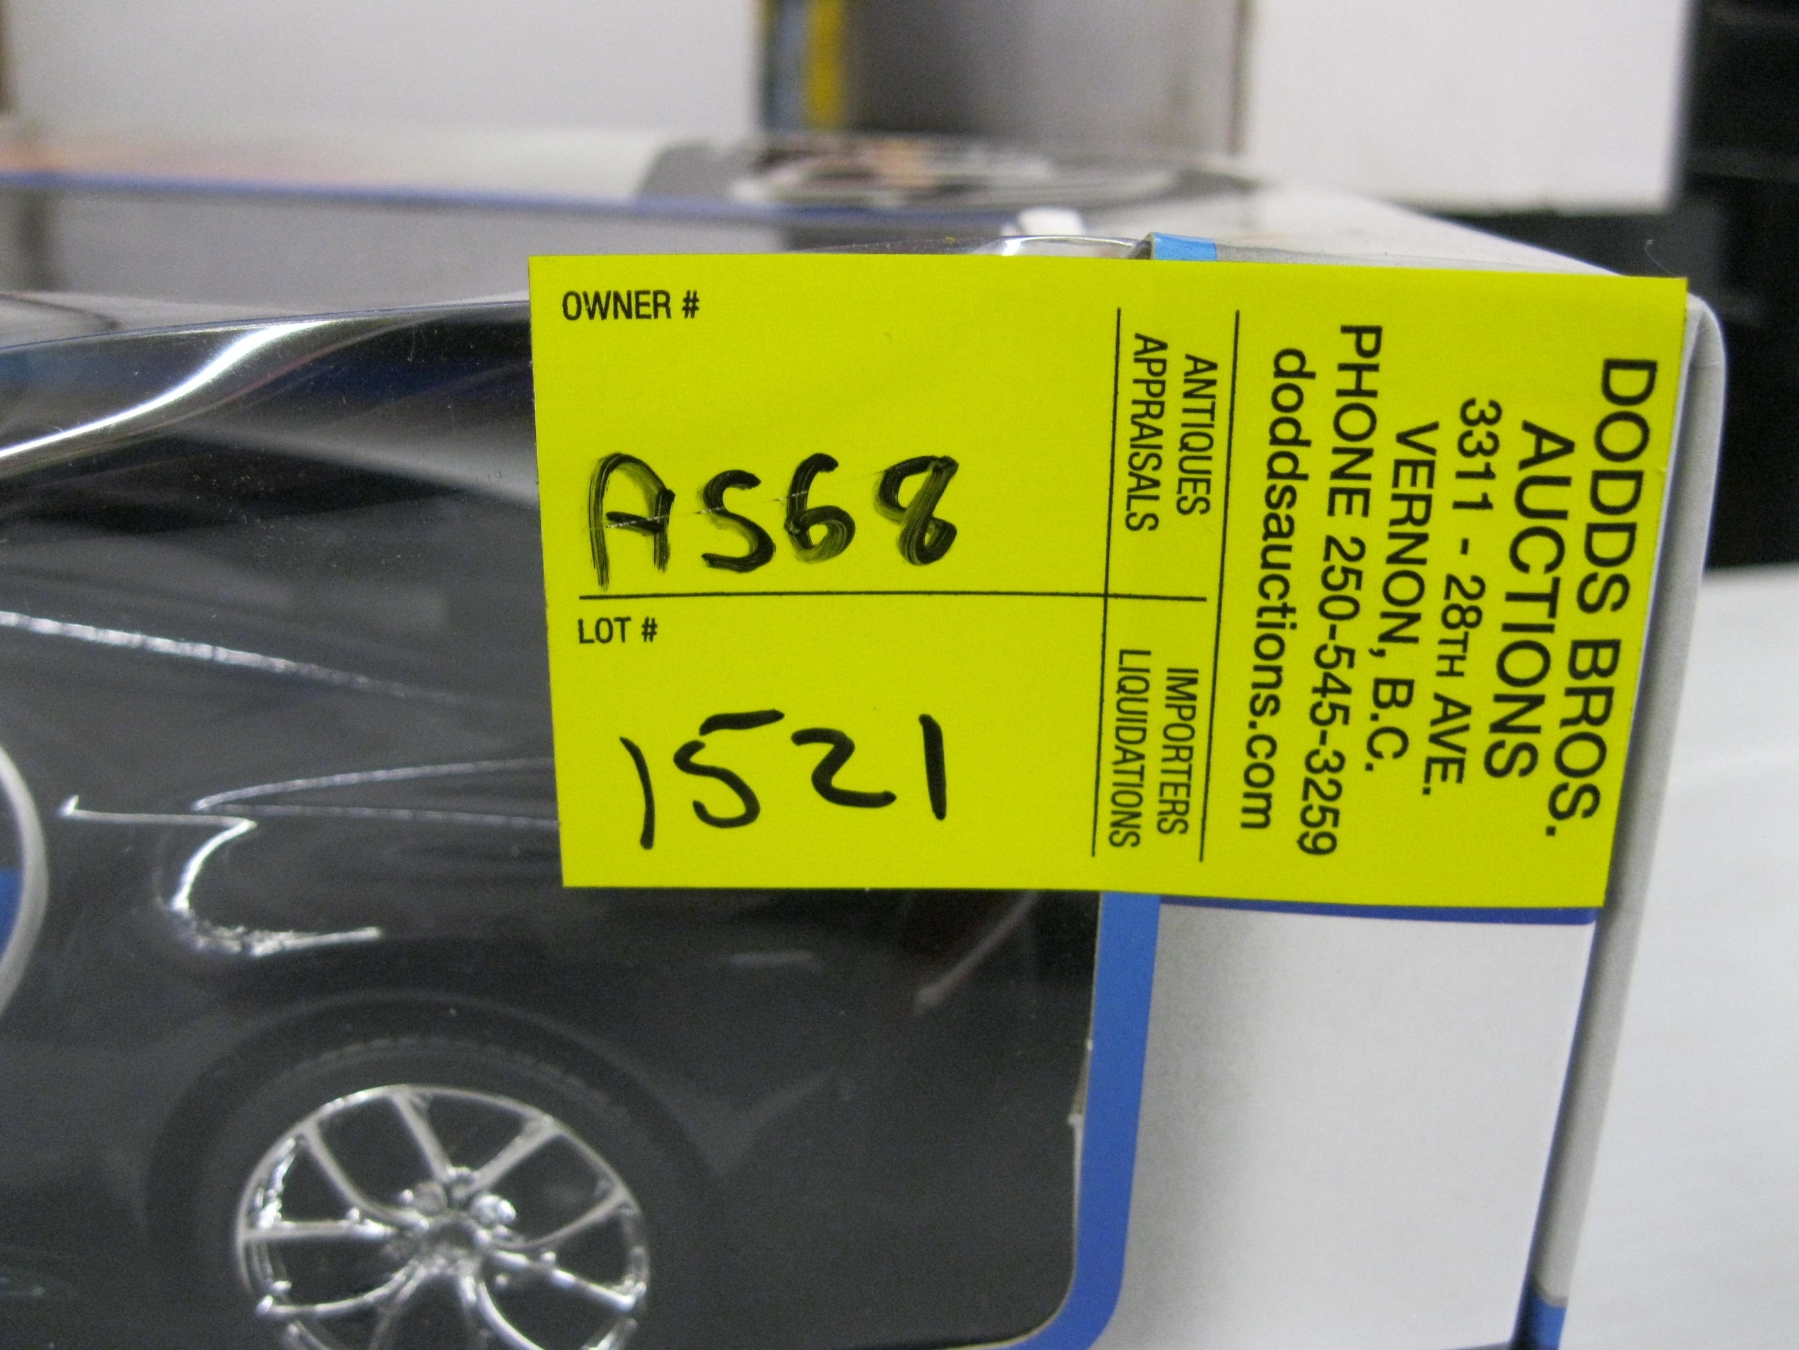 OWNER #
AS68
LOT #
1521
ANTIQUES
APPRAISALS
IMPORTERS
LIQUIDATIONS
DODDS BROS.
AUCTIONS
3311 - 28TH AVE.
VERNON, B.C.
PHONE 250-545-3259
doddsauctions.com